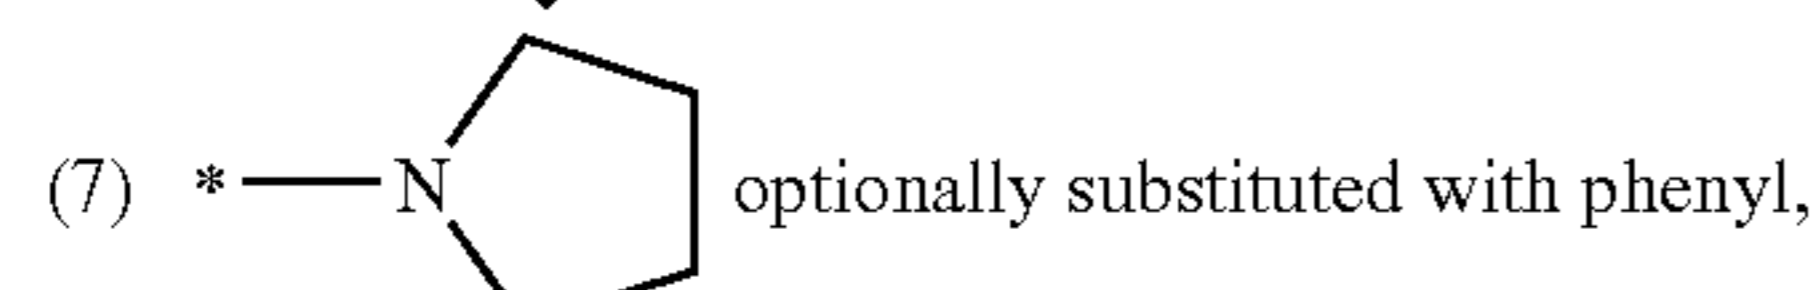 (7) *—N optionally substituted with phenyl,